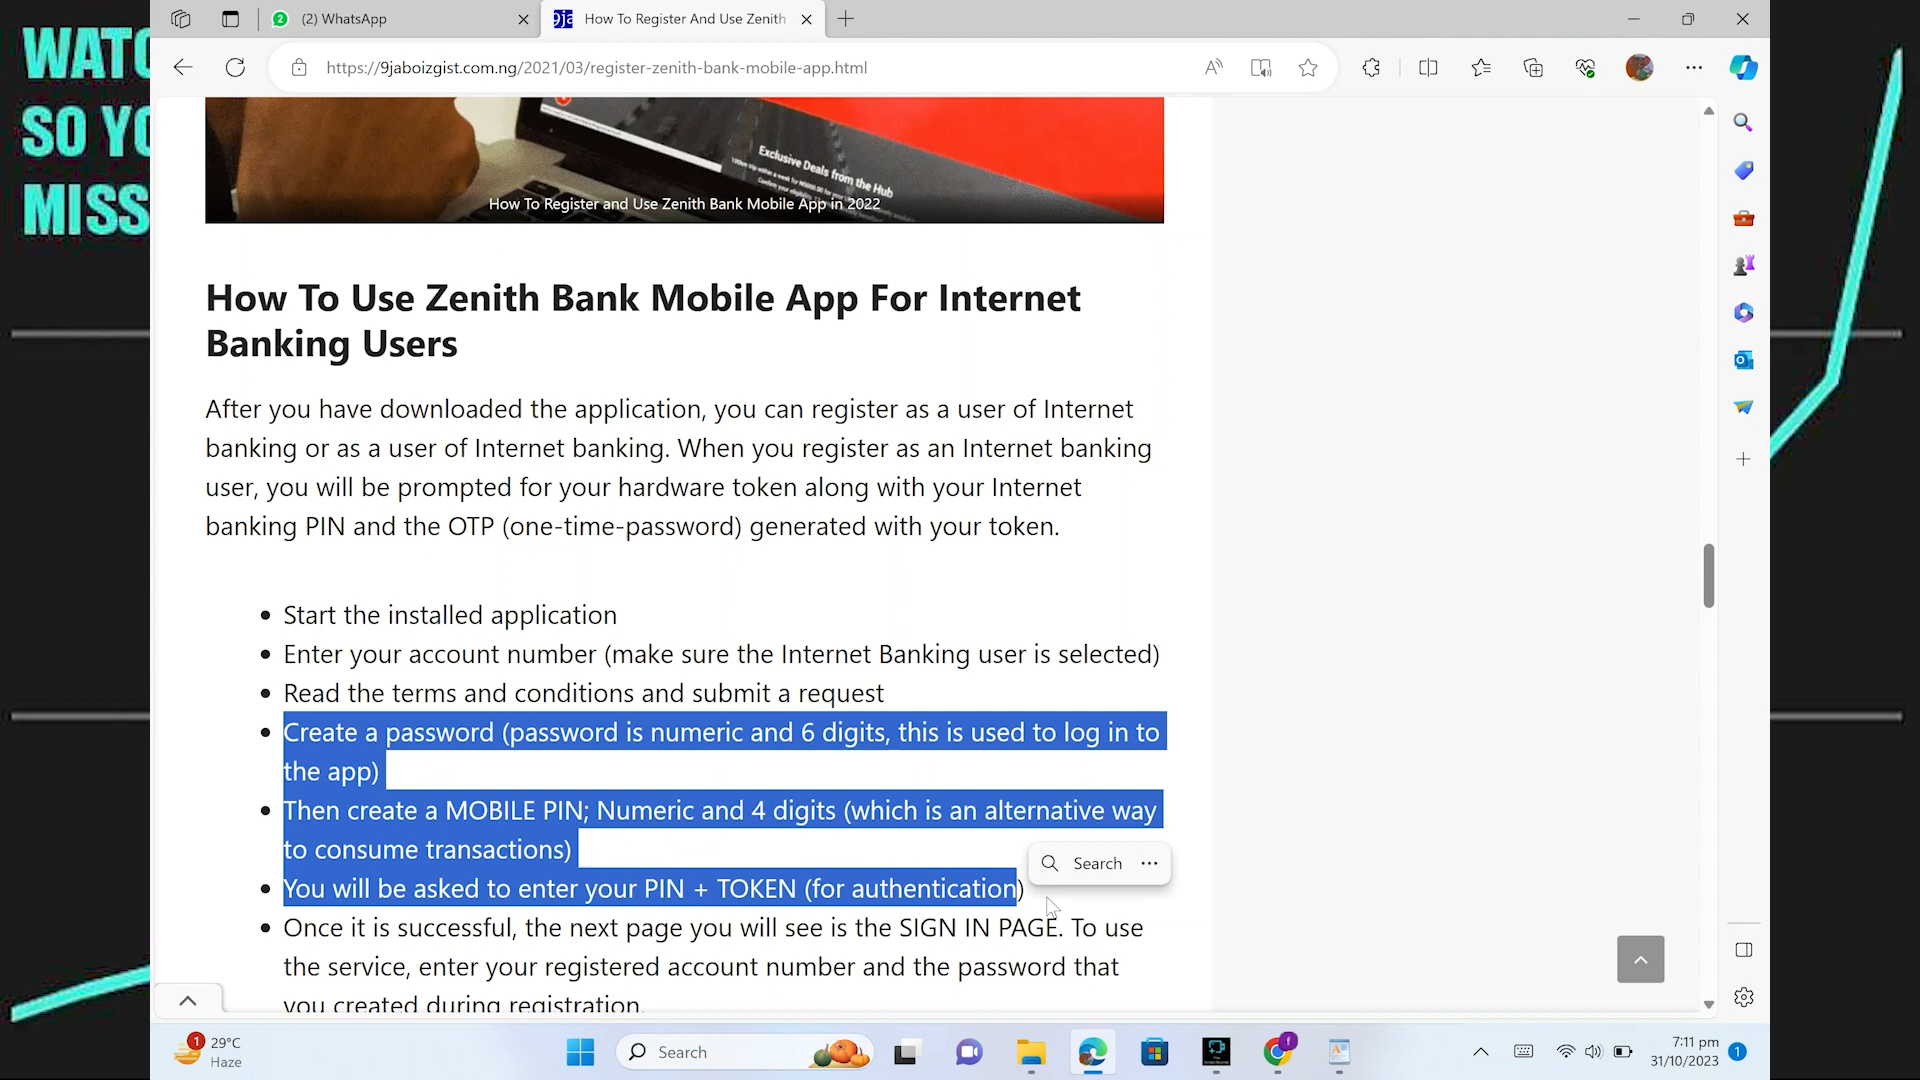 WATC
SO YO
MISS
2
(2) WhatsApp
9ja
How To Register And Use Zenith
https://9jaboizgist.com.ng/2021/03/register-zenith-bank-mobile-app.html
Exclusive Deals from the Hub
How To Register and Use Zenith Bank Mobile App in 2022
How To Use Zenith Bank Mobile App For Internet
Banking Users
After you have downloaded the application, you can register as a user of Internet
banking or as a user of Internet banking. When you register as an Internet banking
user, you will be prompted for your hardware token along with your Internet
banking PIN and the OTP (one-time-password) generated with your token.
• Start the installed application
• Enter your account number (make sure the Internet Banking user is selected)
• Read the terms and conditions and submit a request
• Create a password (password is numeric and 6 digits, this is used to log in to
the app)
• Then create a MOBILE PIN; Numeric and 4 digits (which is an alternative way
to consume transactions)
Search
• You will be asked to enter your PIN + TOKEN (for authentication)
• Once it is successful, the next page you will see is the SIGN IN PAGE. To use
the service, enter your registered account number and the password that
you created during registration.
1
29°C
Haze
Search
f
7:11 pm
31/10/2023
1